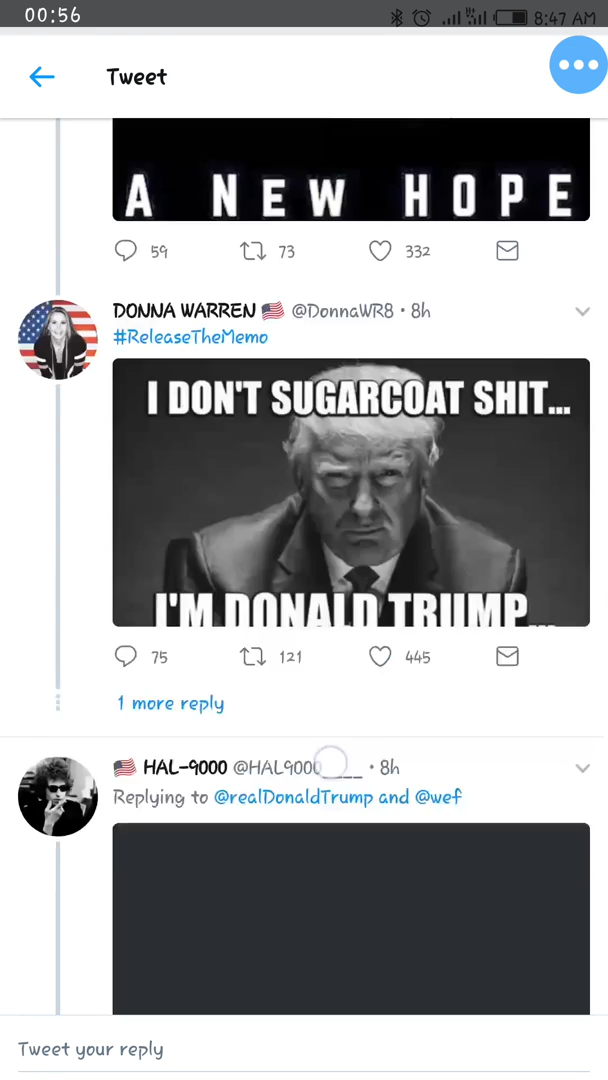 00:56
8:47 AM
Tweet
A NEW HOPE
59 73 332
DONNA WARREN 🇺🇸 @DonnaWR8 • 8h
#ReleaseTheMemo
I DON'T SUGARCOAT SHIT...
I'M DONALD TRUMP...
75 121 445
1 more reply
🇺🇸 HAL-9000 @HAL9000____ • 8h
Replying to @realDonaldTrump and @wef
Tweet your reply